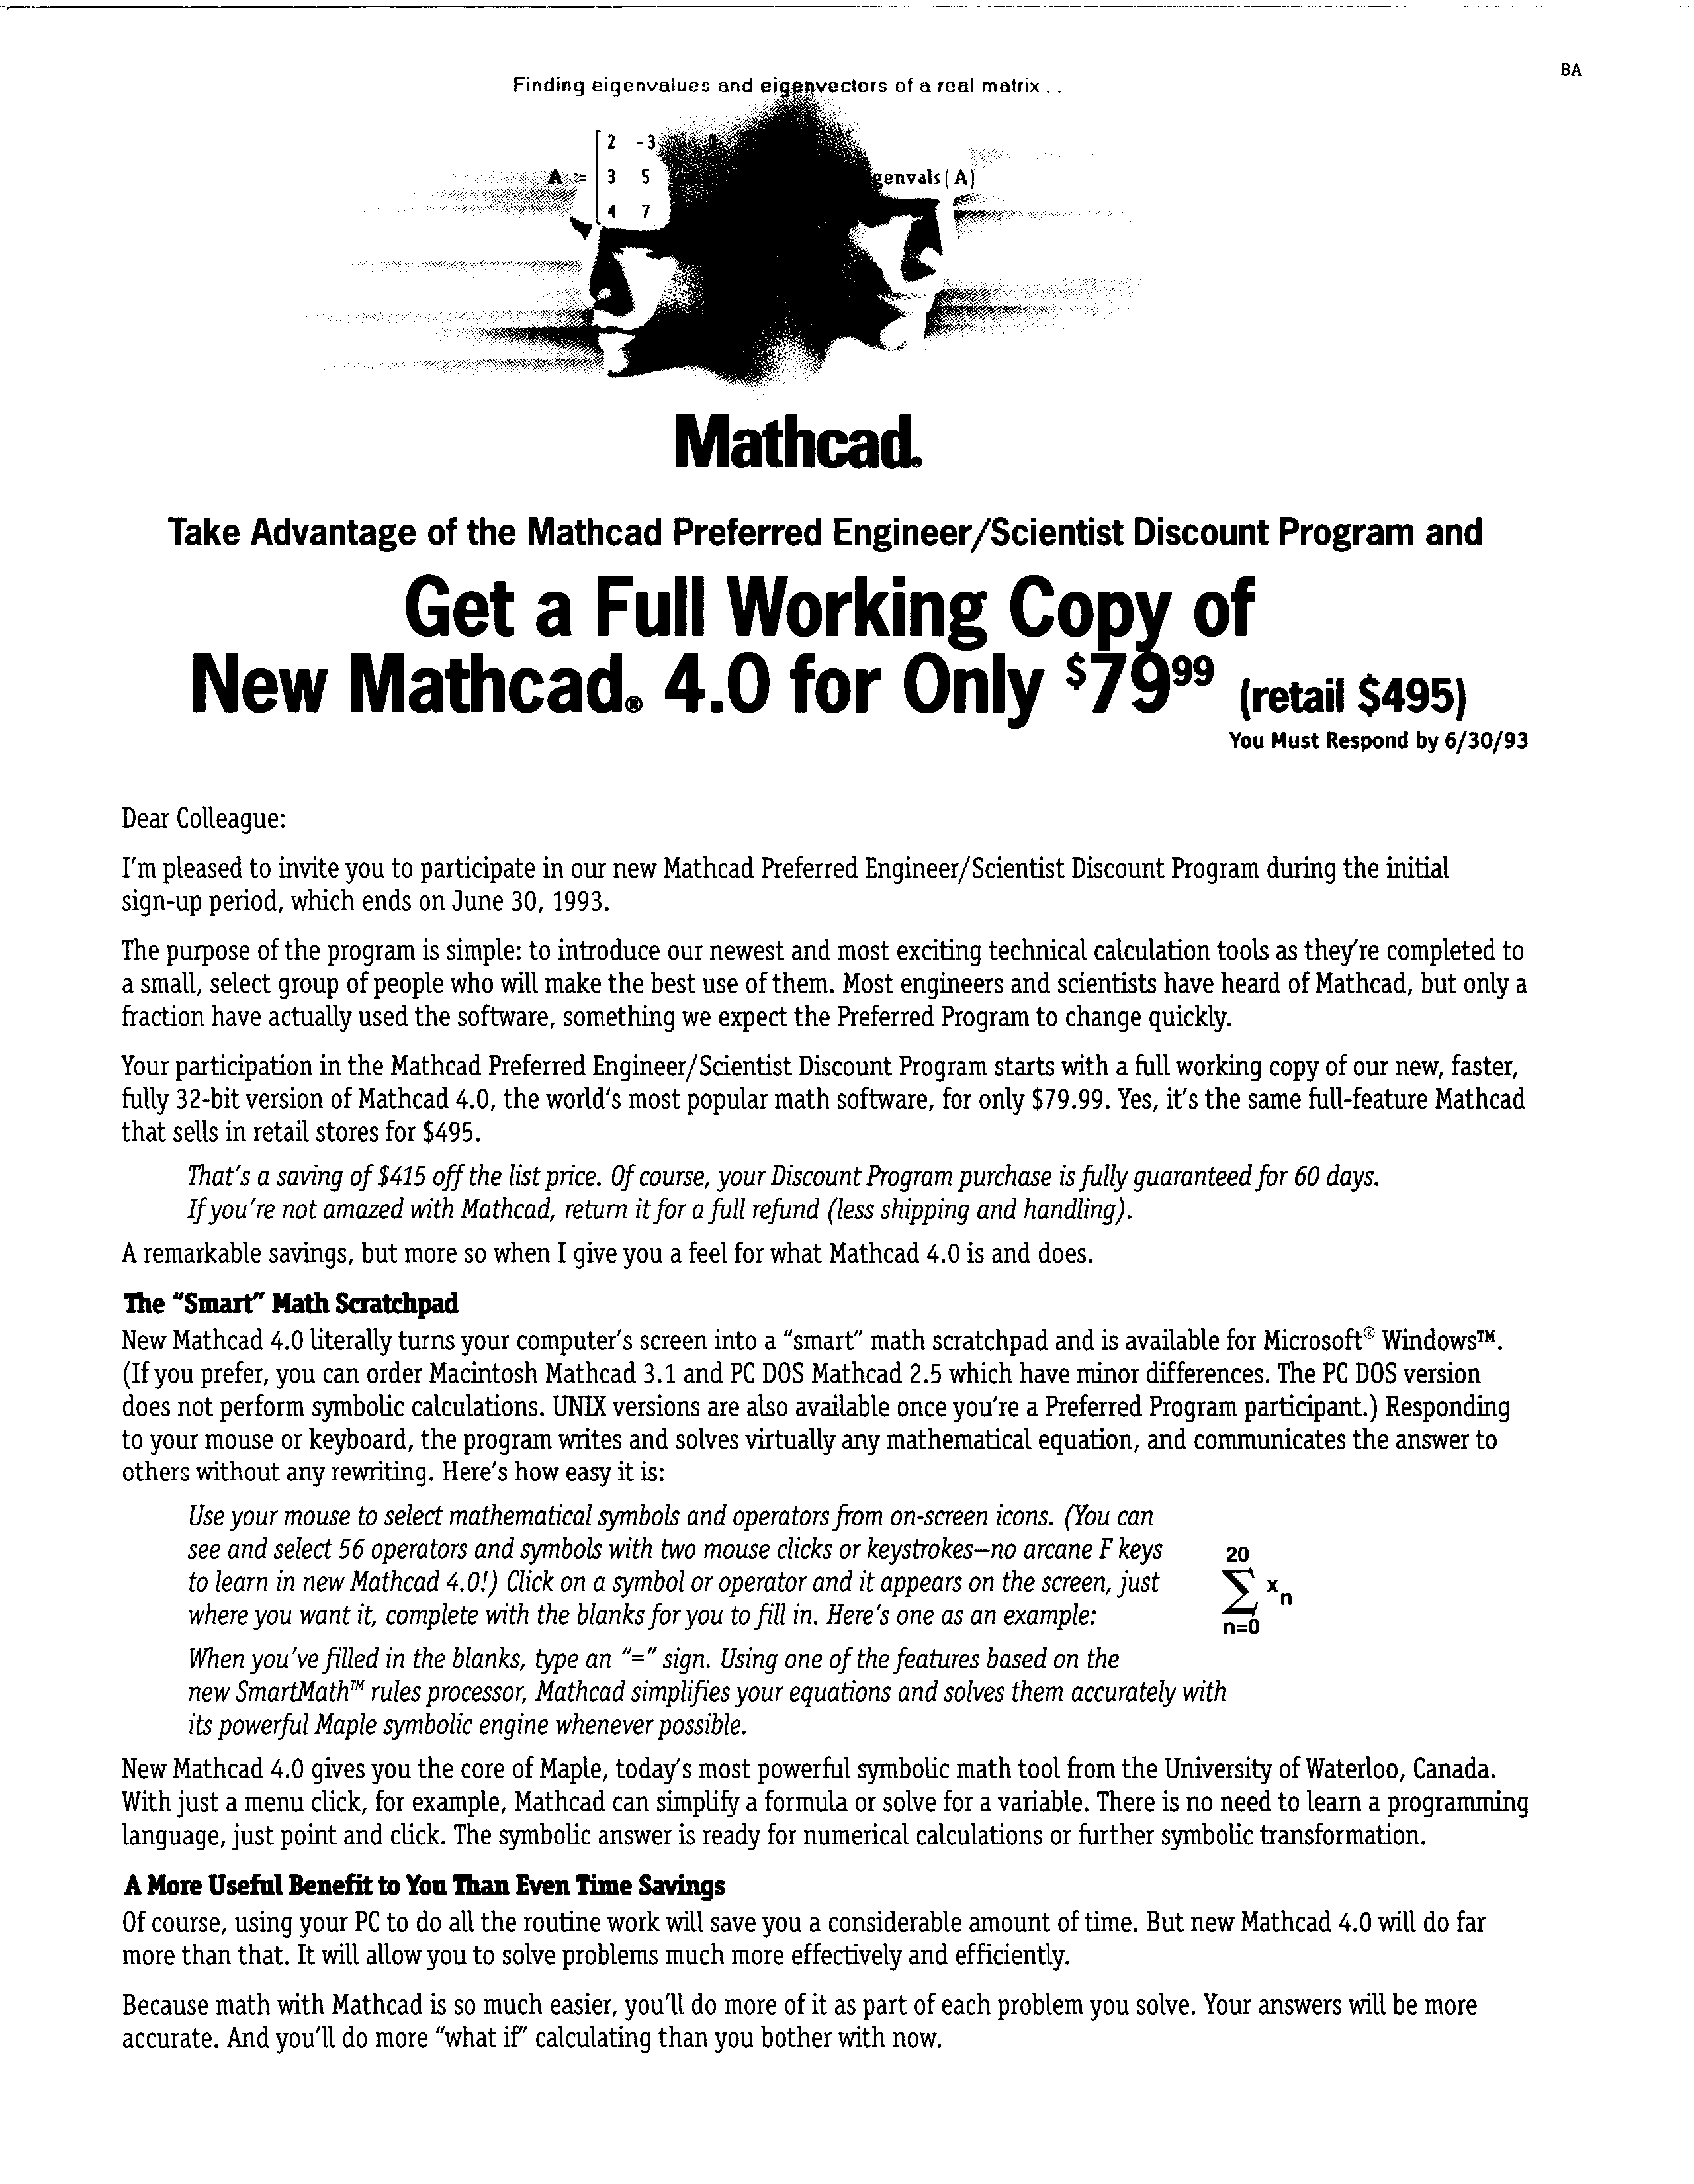 BA
Finding eigenvalues and eigenvectors of a real matrix . .
2 -3 0
A := 3 5 genvals ( A )
4 7
Mathcad®
Take Advantage of the Mathcad Preferred Engineer/Scientist Discount Program and
Get a Full Working Copy of
New Mathcad® 4.0 for Only $79⁹⁹ (retail $495)
You Must Respond by 6/30/93
Dear Colleague:
I'm pleased to invite you to participate in our new Mathcad Preferred Engineer/Scientist Discount Program during the initial
sign-up period, which ends on June 30, 1993.
The purpose of the program is simple: to introduce our newest and most exciting technical calculation tools as they're completed to
a small, select group of people who will make the best use of them. Most engineers and scientists have heard of Mathcad, but only a
fraction have actually used the software, something we expect the Preferred Program to change quickly.
Your participation in the Mathcad Preferred Engineer/Scientist Discount Program starts with a full working copy of our new, faster,
fully 32-bit version of Mathcad 4.0, the world's most popular math software, for only $79.99. Yes, it's the same full-feature Mathcad
that sells in retail stores for $495.
That's a saving of $415 off the list price. Of course, your Discount Program purchase is fully guaranteed for 60 days.
If you're not amazed with Mathcad, return it for a full refund (less shipping and handling).
A remarkable savings, but more so when I give you a feel for what Mathcad 4.0 is and does.
The "Smart" Math Scratchpad
New Mathcad 4.0 literally turns your computer's screen into a "smart" math scratchpad and is available for Microsoft® Windows™.
(If you prefer, you can order Macintosh Mathcad 3.1 and PC DOS Mathcad 2.5 which have minor differences. The PC DOS version
does not perform symbolic calculations. UNIX versions are also available once you're a Preferred Program participant.) Responding
to your mouse or keyboard, the program writes and solves virtually any mathematical equation, and communicates the answer to
others without any rewriting. Here's how easy it is:
Use your mouse to select mathematical symbols and operators from on-screen icons. (You can
see and select 56 operators and symbols with two mouse clicks or keystrokes—no arcane F keys
to learn in new Mathcad 4.0!) Click on a symbol or operator and it appears on the screen, just
where you want it, complete with the blanks for you to fill in. Here's one as an example:
20
∑ xn
n=0
When you've filled in the blanks, type an "=" sign. Using one of the features based on the
new SmartMath™ rules processor, Mathcad simplifies your equations and solves them accurately with
its powerful Maple symbolic engine whenever possible.
New Mathcad 4.0 gives you the core of Maple, today's most powerful symbolic math tool from the University of Waterloo, Canada.
With just a menu click, for example, Mathcad can simplify a formula or solve for a variable. There is no need to learn a programming
language, just point and click. The symbolic answer is ready for numerical calculations or further symbolic transformation.
A More Useful Benefit to You Than Even Time Savings
Of course, using your PC to do all the routine work will save you a considerable amount of time. But new Mathcad 4.0 will do far
more than that. It will allow you to solve problems much more effectively and efficiently.
Because math with Mathcad is so much easier, you'll do more of it as part of each problem you solve. Your answers will be more
accurate. And you'll do more "what if" calculating than you bother with now.